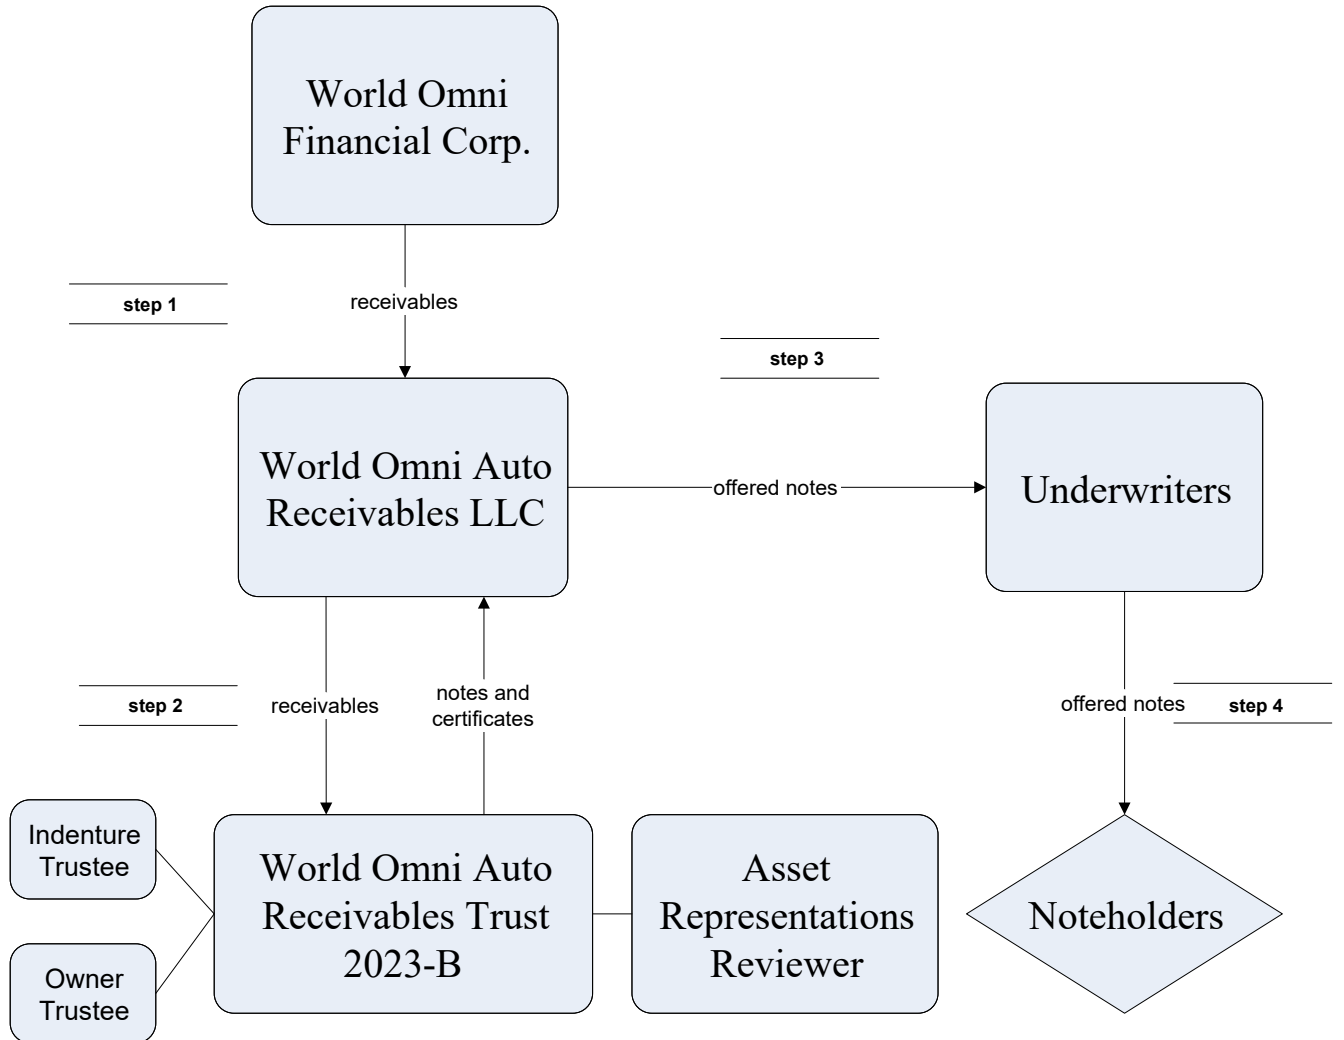 World Omni
Financial Corp.
step 1
receivables
step 3
World Omni Auto
Receivables LLC
offered notes
Underwriters
step 2
receivables
notes and
certificates
offered notes
step 4
Indenture
Trustee
Owner
Trustee
World Omni Auto
Receivables Trust
2023-B
Asset
Representations
Reviewer
Noteholders